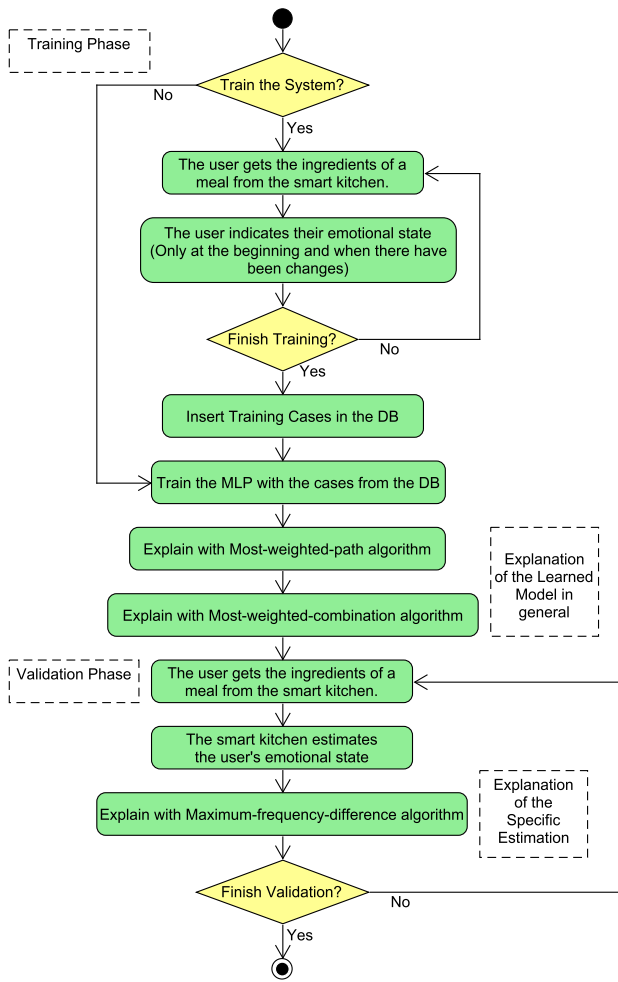 Training Phase
Train the System?
No
Yes
The user gets the ingredients of a
meal from the smart kitchen.
The user indicates their emotional state
(Only at the beginning and when there have
been changes)
Finish Training?
No
Yes
Insert Training Cases in the DB
Train the MLP with the cases from the DB
Explain with Most-weighted-path algorithm
Explanation
of the Learned
Model in
general
Explain with Most-weighted-combination algorithm
Validation Phase
The user gets the ingredients of a
meal from the smart kitchen.
The smart kitchen estimates
the user's emotional state
Explanation
of the
Specific
Estimation
Explain with Maximum-frequency-difference algorithm
Finish Validation?
No
Yes